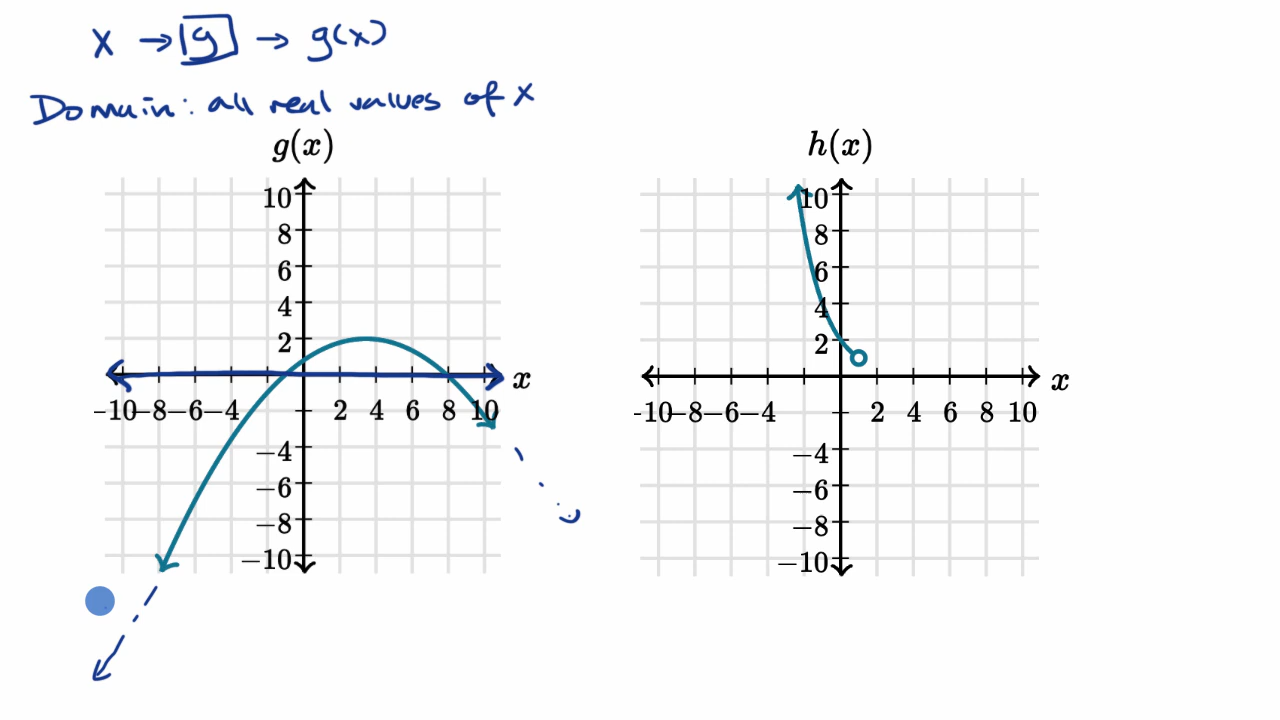 x → g → g(x)
Domain: all real values of x
g(x)
10
8
6
4
2
x
-10 -8 -6 -4 2 4 6 8 10
-4
-6
-8
-10
h(x)
10
8
6
4
2
x
-10 -8 -6 -4 2 4 6 8 10
-4
-6
-8
-10